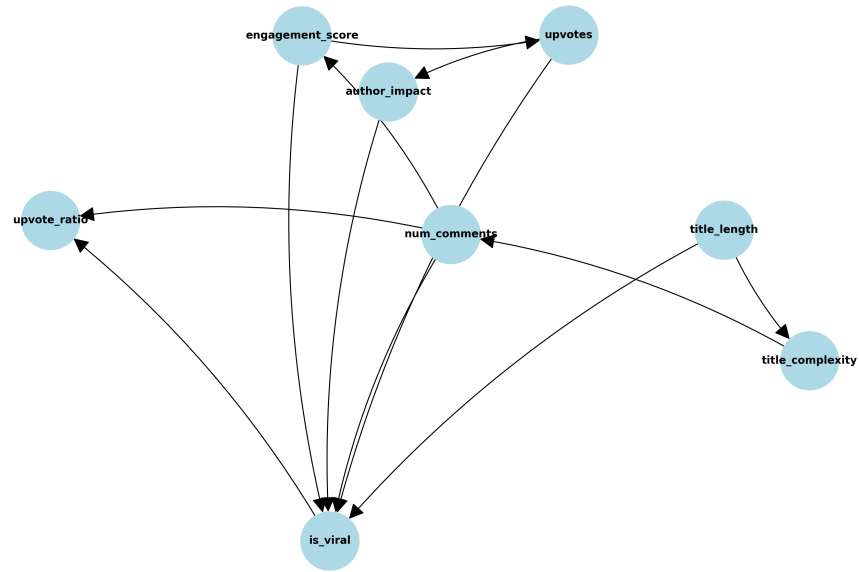 engagement_score
upvotes
author_impact
upvote_ratio
num_comments
title_length
title_complexity
is_viral